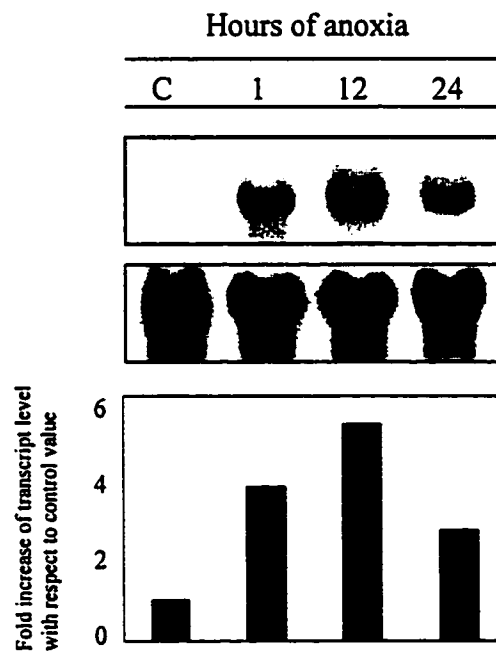 Hours of anoxia
C 1 12 24
6
4
2
0
Fold increase of transcript level
with respect to control value